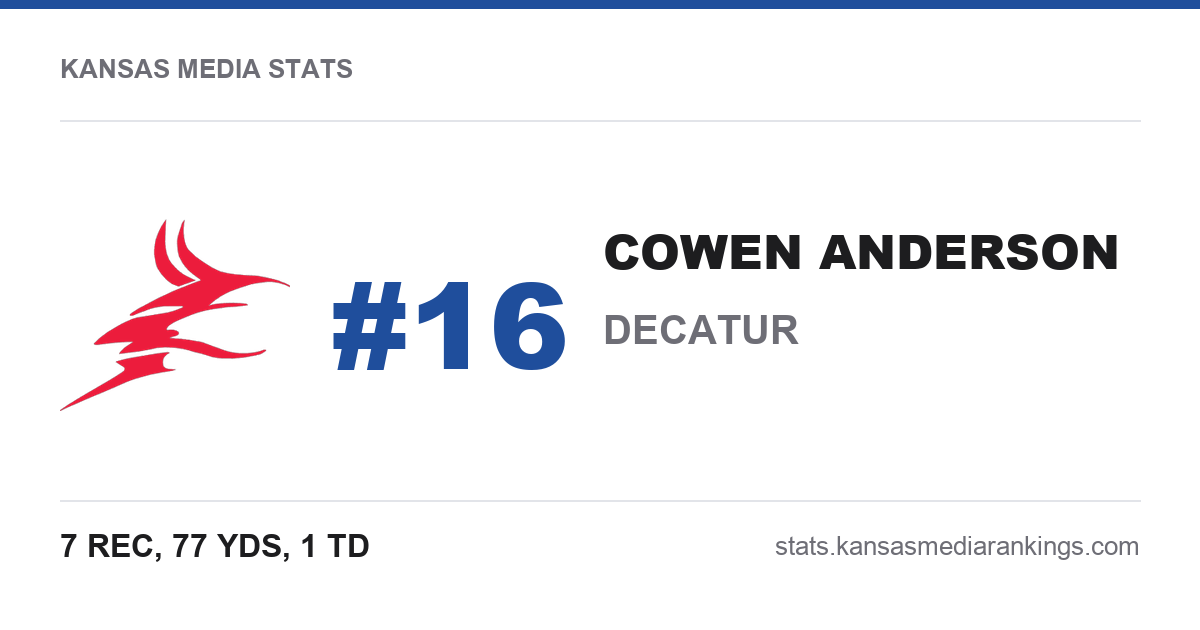 KANSAS MEDIA STATS
#16
COWEN ANDERSON
DECATUR
7 REC, 77 YDS, 1 TD
stats.kansasmediarankings.com